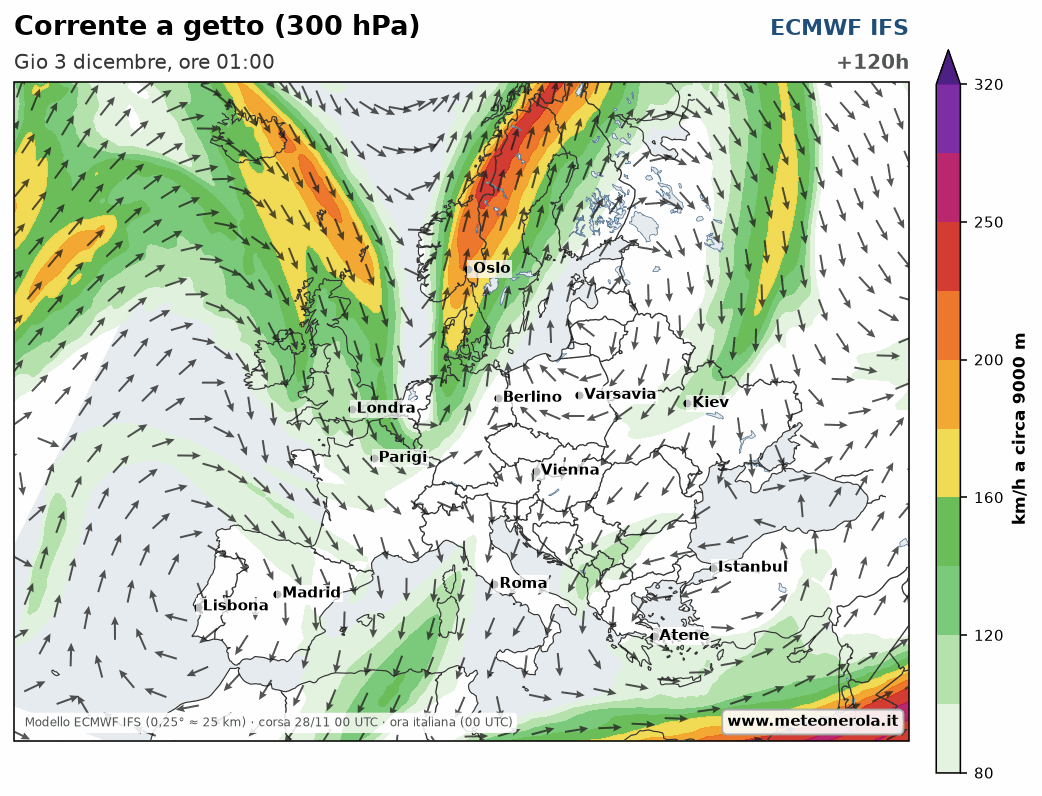 Corrente a getto (300 hPa)
ECMWF IFS
Gio 3 dicembre, ore 01:00
+120h
320
250
200
160
120
80
km/h a circa 9000 m
Oslo
Berlino
Varsavia
Kiev
Londra
Parigi
Vienna
Istanbul
Roma
Madrid
Lisbona
Atene
Modello ECMWF IFS (0,25° ≈ 25 km) · corsa 28/11 00 UTC · ora italiana (00 UTC)
www.meteonerola.it